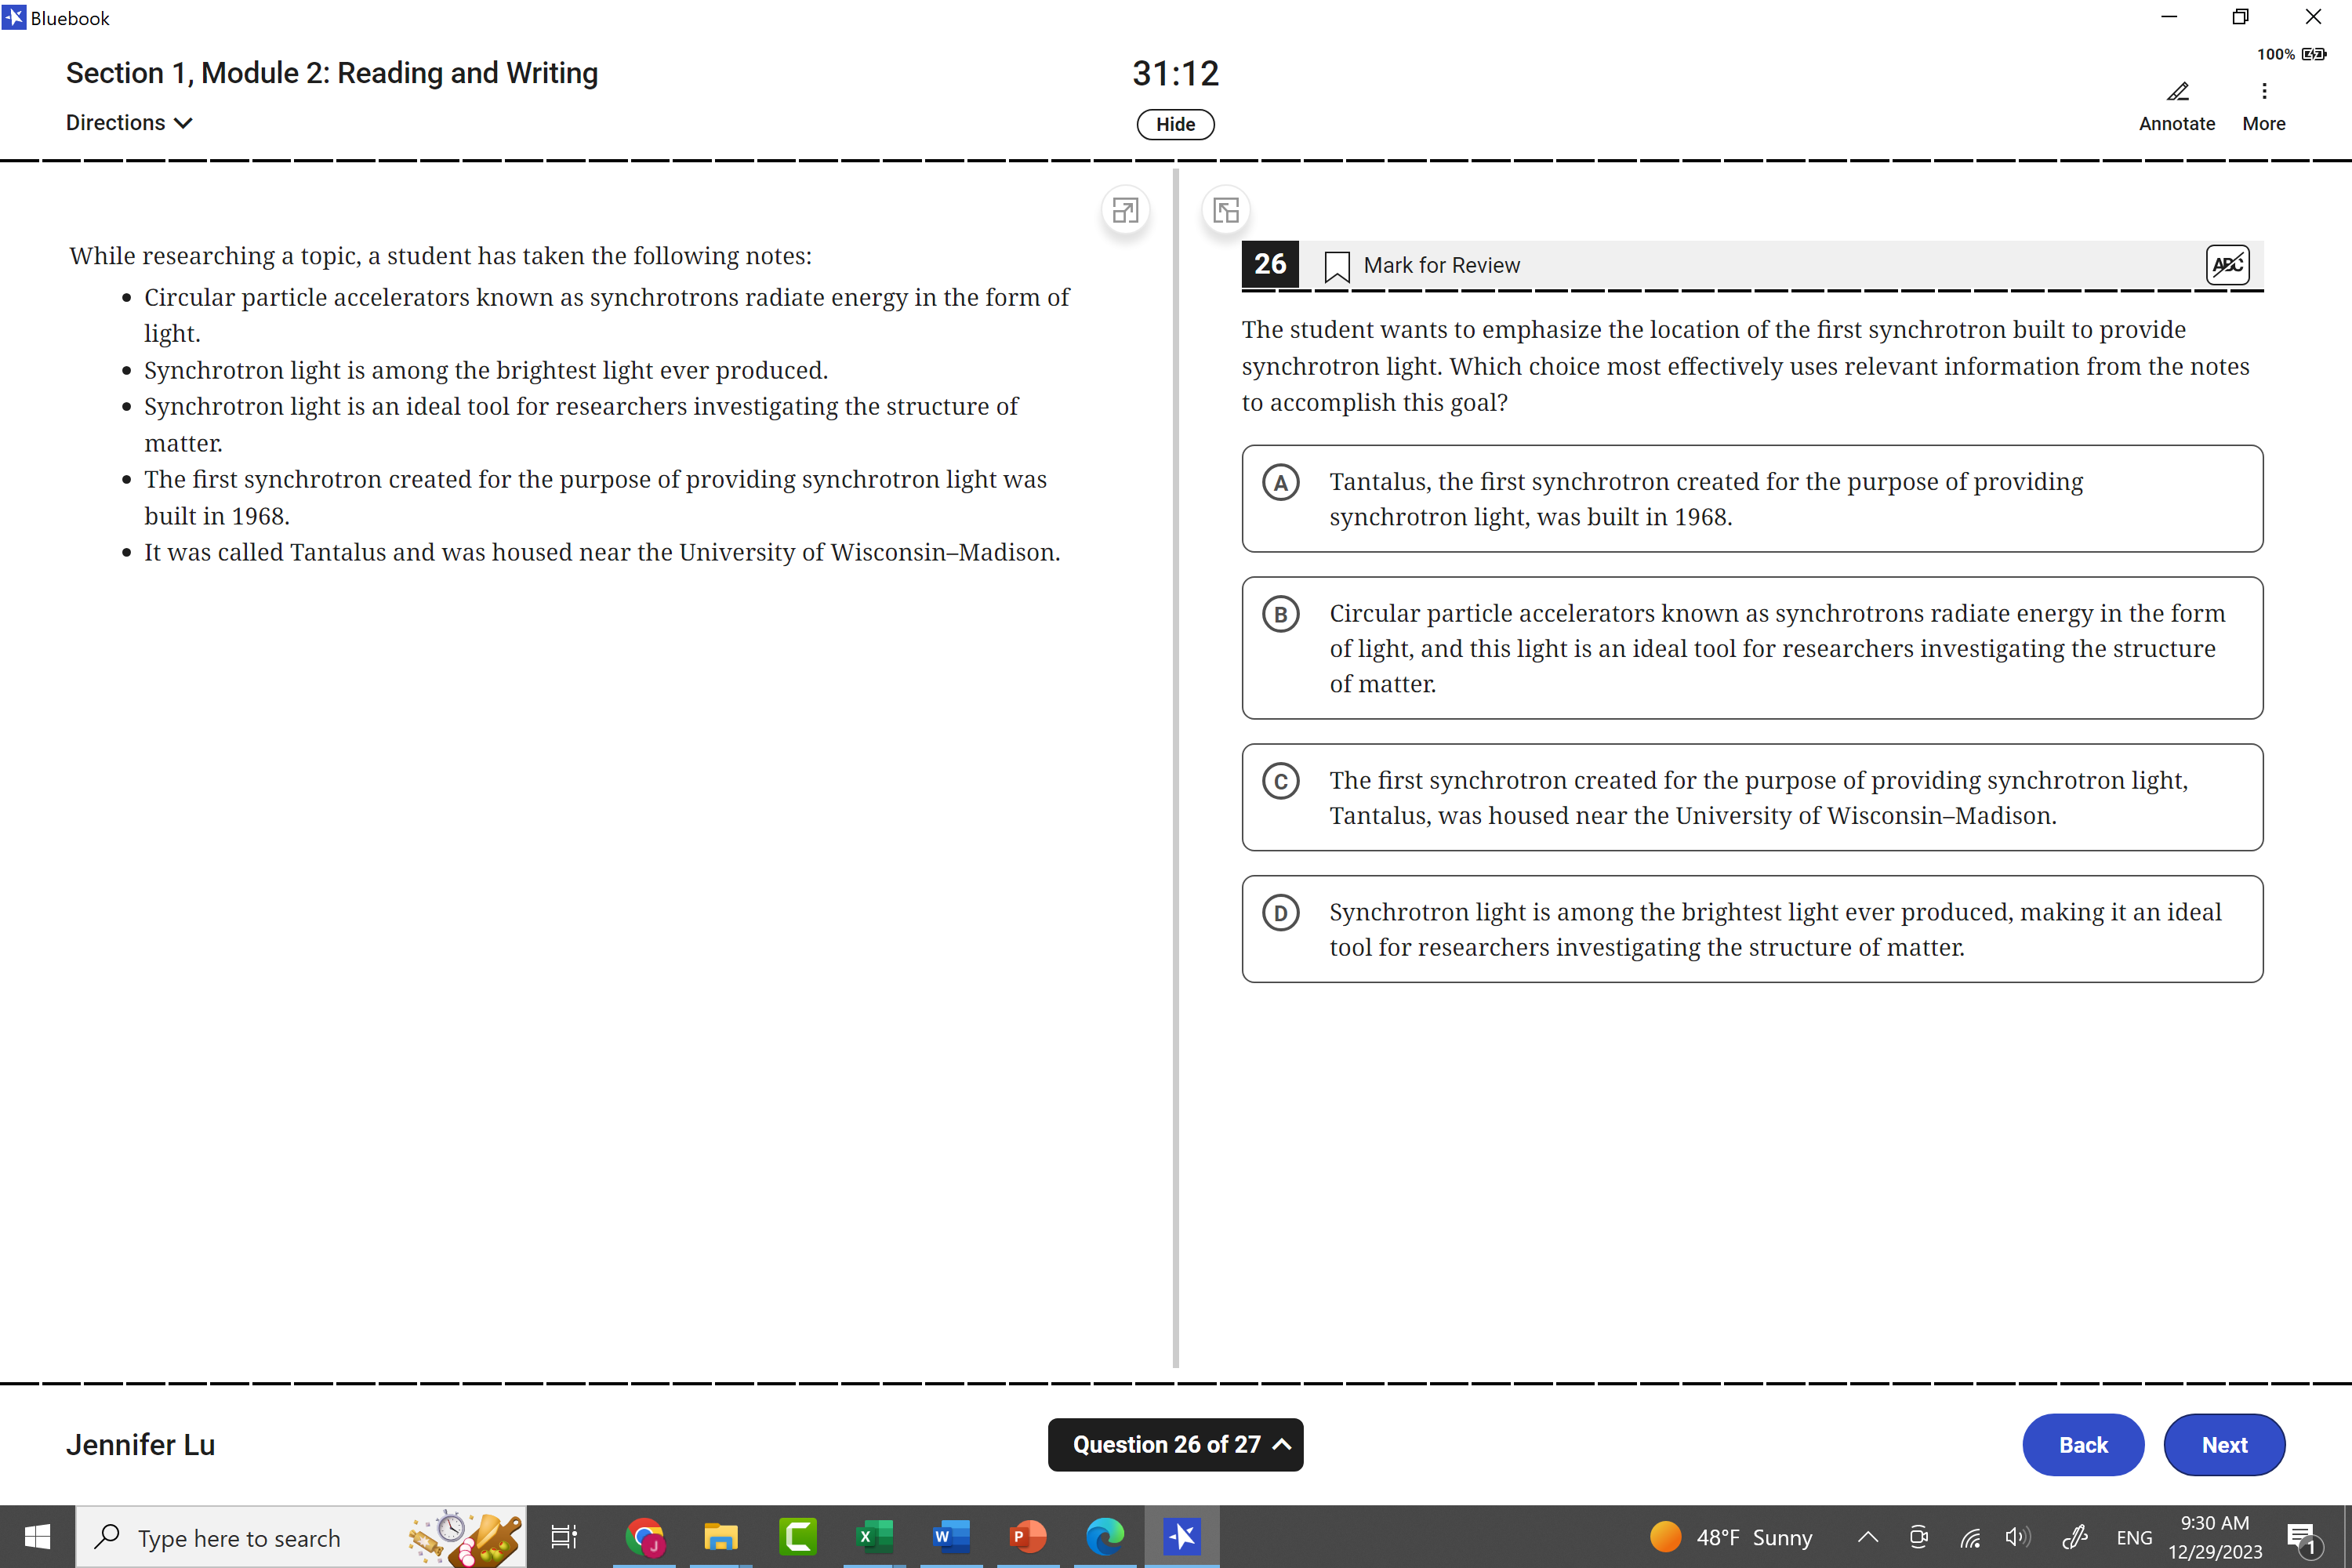 Bluebook
100%
Section 1, Module 2: Reading and Writing
31:12
Directions
Hide
Annotate
More
While researching a topic, a student has taken the following notes:
• Circular particle accelerators known as synchrotrons radiate energy in the form of
light.
• Synchrotron light is among the brightest light ever produced.
• Synchrotron light is an ideal tool for researchers investigating the structure of
matter.
• The first synchrotron created for the purpose of providing synchrotron light was
built in 1968.
• It was called Tantalus and was housed near the University of Wisconsin–Madison.
26
Mark for Review
ABC
The student wants to emphasize the location of the first synchrotron built to provide
synchrotron light. Which choice most effectively uses relevant information from the notes
to accomplish this goal?
A Tantalus, the first synchrotron created for the purpose of providing
synchrotron light, was built in 1968.
B Circular particle accelerators known as synchrotrons radiate energy in the form
of light, and this light is an ideal tool for researchers investigating the structure
of matter.
C The first synchrotron created for the purpose of providing synchrotron light,
Tantalus, was housed near the University of Wisconsin–Madison.
D Synchrotron light is among the brightest light ever produced, making it an ideal
tool for researchers investigating the structure of matter.
Jennifer Lu
Question 26 of 27
Back
Next
Type here to search
J
X
W
P
48°F Sunny
ENG
9:30 AM
12/29/2023
1